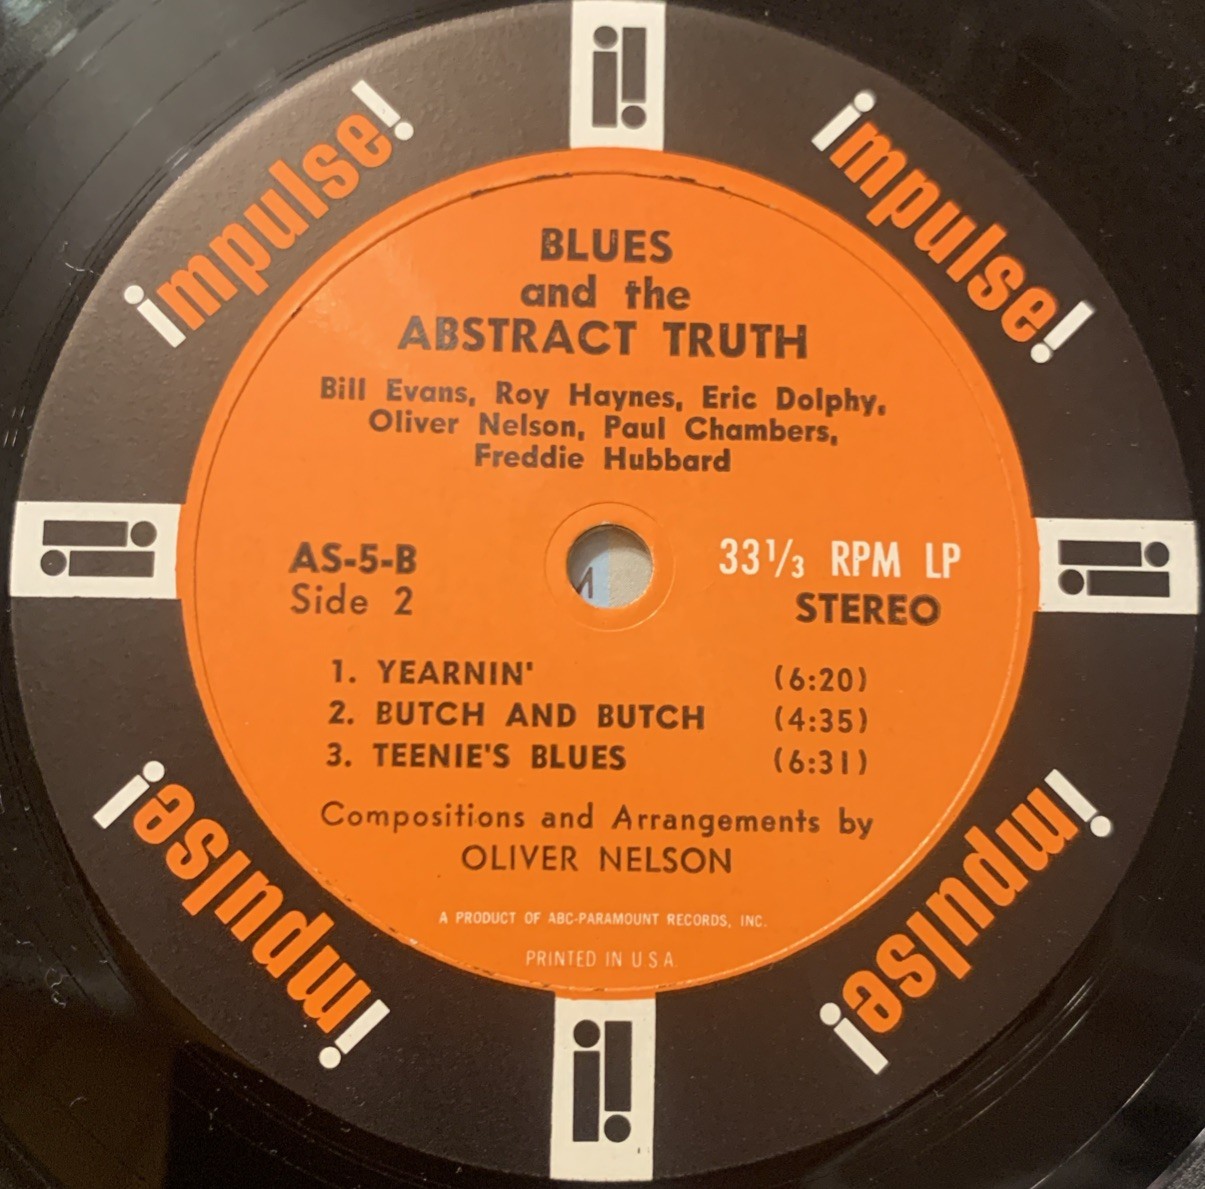 impulse!
impulse!
BLUES
and the
ABSTRACT TRUTH
Bill Evans, Roy Haynes, Eric Dolphy,
Oliver Nelson, Paul Chambers,
Freddie Hubbard
AS-5-B
Side 2
33 1/3 RPM LP
STEREO
1. YEARNIN' (6:20)
2. BUTCH AND BUTCH (4:35)
3. TEENIE'S BLUES (6:31)
Compositions and Arrangements by
OLIVER NELSON
A PRODUCT OF ABC-PARAMOUNT RECORDS, INC.
PRINTED IN U S A.
impulse!
impulse!